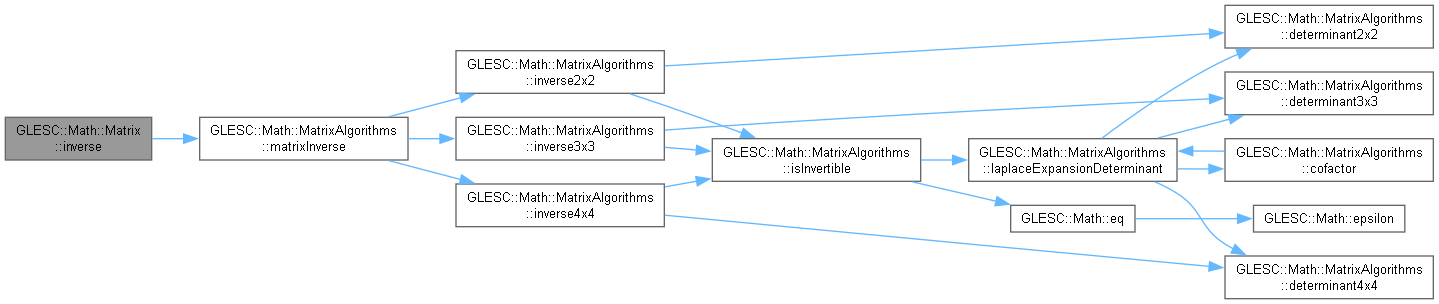 GLESC::Math::Matrix
::inverse
GLESC::Math::MatrixAlgorithms
::matrixInverse
GLESC::Math::MatrixAlgorithms
::inverse2x2
GLESC::Math::MatrixAlgorithms
::inverse3x3
GLESC::Math::MatrixAlgorithms
::inverse4x4
GLESC::Math::MatrixAlgorithms
::isInvertible
GLESC::Math::MatrixAlgorithms
::laplaceExpansionDeterminant
GLESC::Math::eq
GLESC::Math::MatrixAlgorithms
::determinant2x2
GLESC::Math::MatrixAlgorithms
::determinant3x3
GLESC::Math::MatrixAlgorithms
::cofactor
GLESC::Math::epsilon
GLESC::Math::MatrixAlgorithms
::determinant4x4